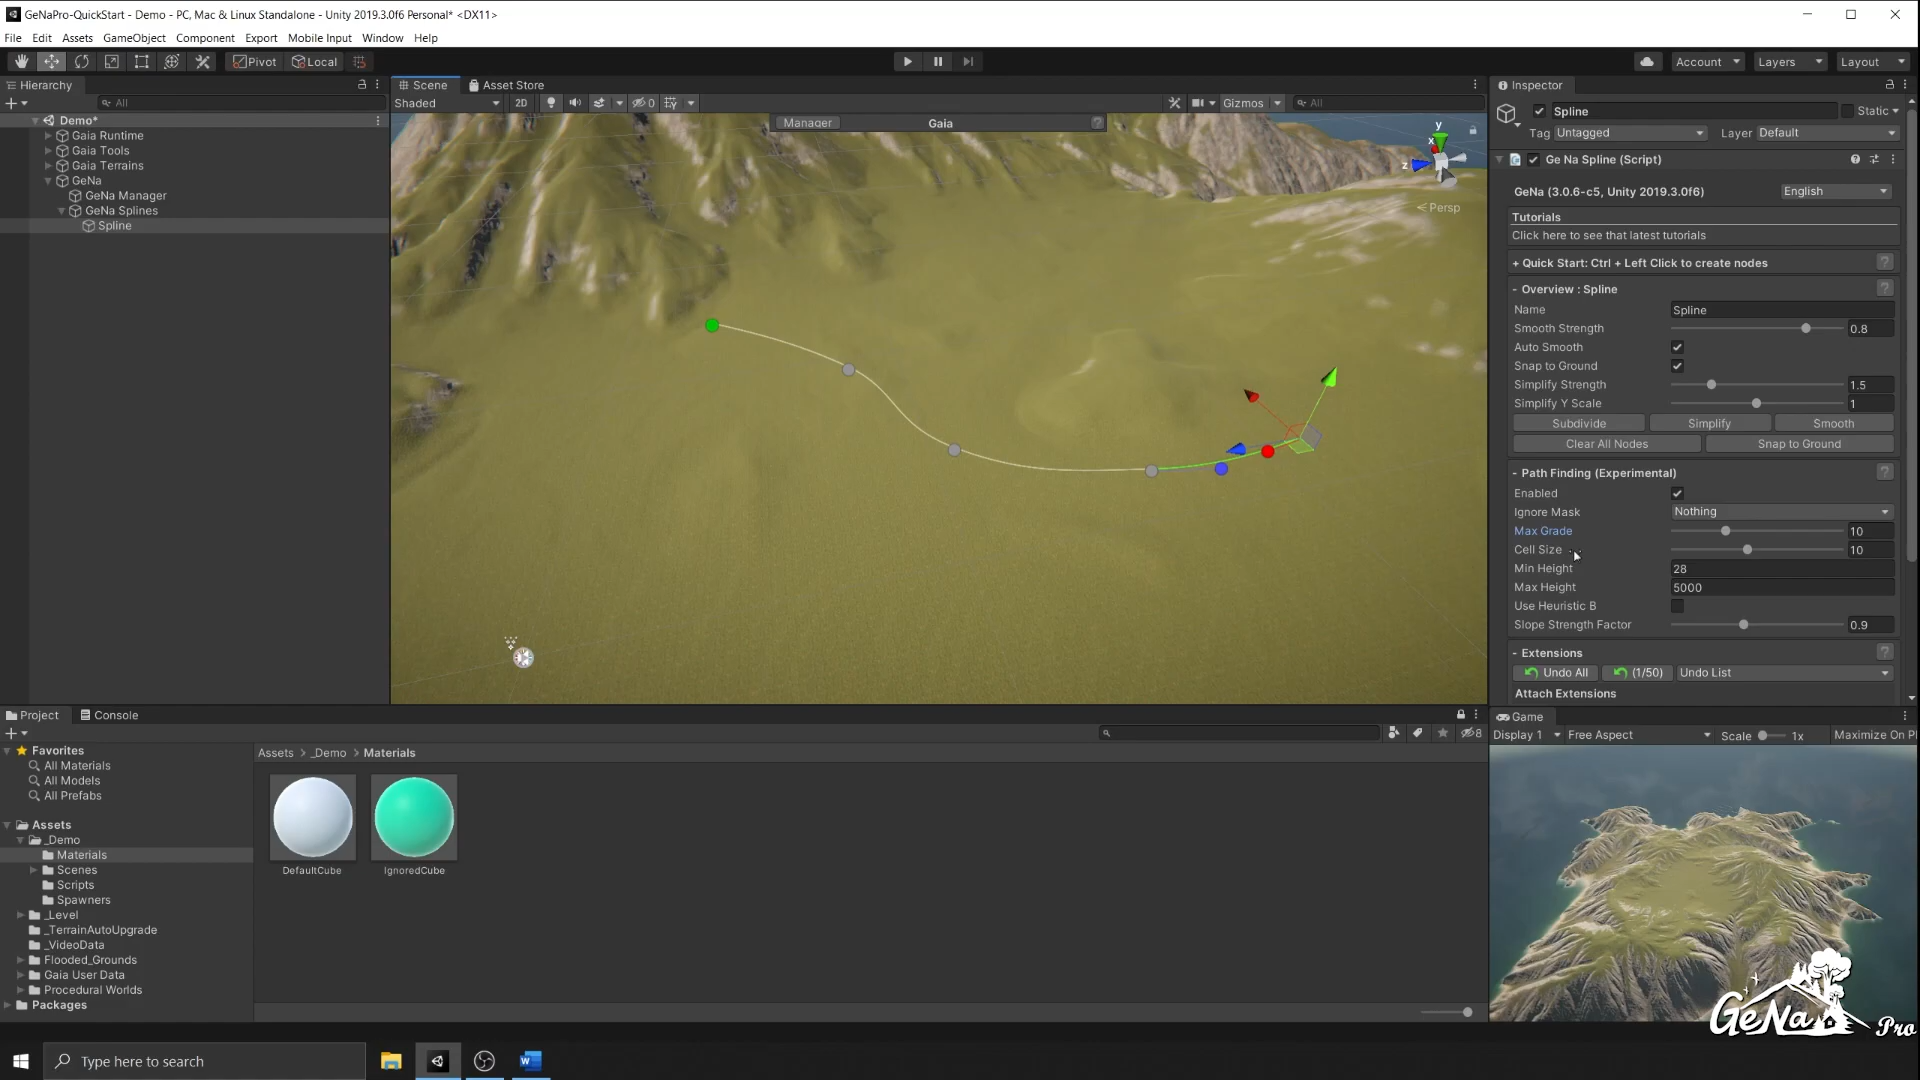 GeNaPro-QuickStart - Demo - PC, Mac & Linux Standalone - Unity 2019.3.0f6 Personal* <DX11>
File Edit Assets GameObject Component Export Mobile Input Window Help
Pivot Local Account Layers Layout
Hierarchy
All
Demo*
Gaia Runtime
Gaia Tools
Gaia Terrains
GeNa
GeNa Manager
GeNa Splines
Spline
Scene Asset Store
Shaded 2D 0 Gizmos All
Manager Gaia
y
x
z
Persp
Inspector
Spline Static
Tag Untagged Layer Default
Ge Na Spline (Script)
GeNa (3.0.6-c5, Unity 2019.3.0f6) English
Tutorials
Click here to see that latest tutorials
+ Quick Start: Ctrl + Left Click to create nodes ?
- Overview : Spline ?
Name Spline
Smooth Strength 0.8
Auto Smooth
Snap to Ground
Simplify Strength 1.5
Simplify Y Scale 1
Subdivide Simplify Smooth
Clear All Nodes Snap to Ground
- Path Finding (Experimental) ?
Enabled
Ignore Mask Nothing
Max Grade 10
Cell Size 10
Min Height 28
Max Height 5000
Use Heuristic B
Slope Strength Factor 0.9
- Extensions ?
Undo All (1/50) Undo List
Attach Extensions
Project Console
8
Favorites
All Materials
All Models
All Prefabs
Assets
_Demo
Materials
Scenes
Scripts
Spawners
_Level
_TerrainAutoUpgrade
_VideoData
Flooded_Grounds
Gaia User Data
Procedural Worlds
Packages
Assets > _Demo > Materials
DefaultCube IgnoredCube
Game
Display 1 Free Aspect Scale 1x Maximize On Pl
GeNa Pro
Type here to search